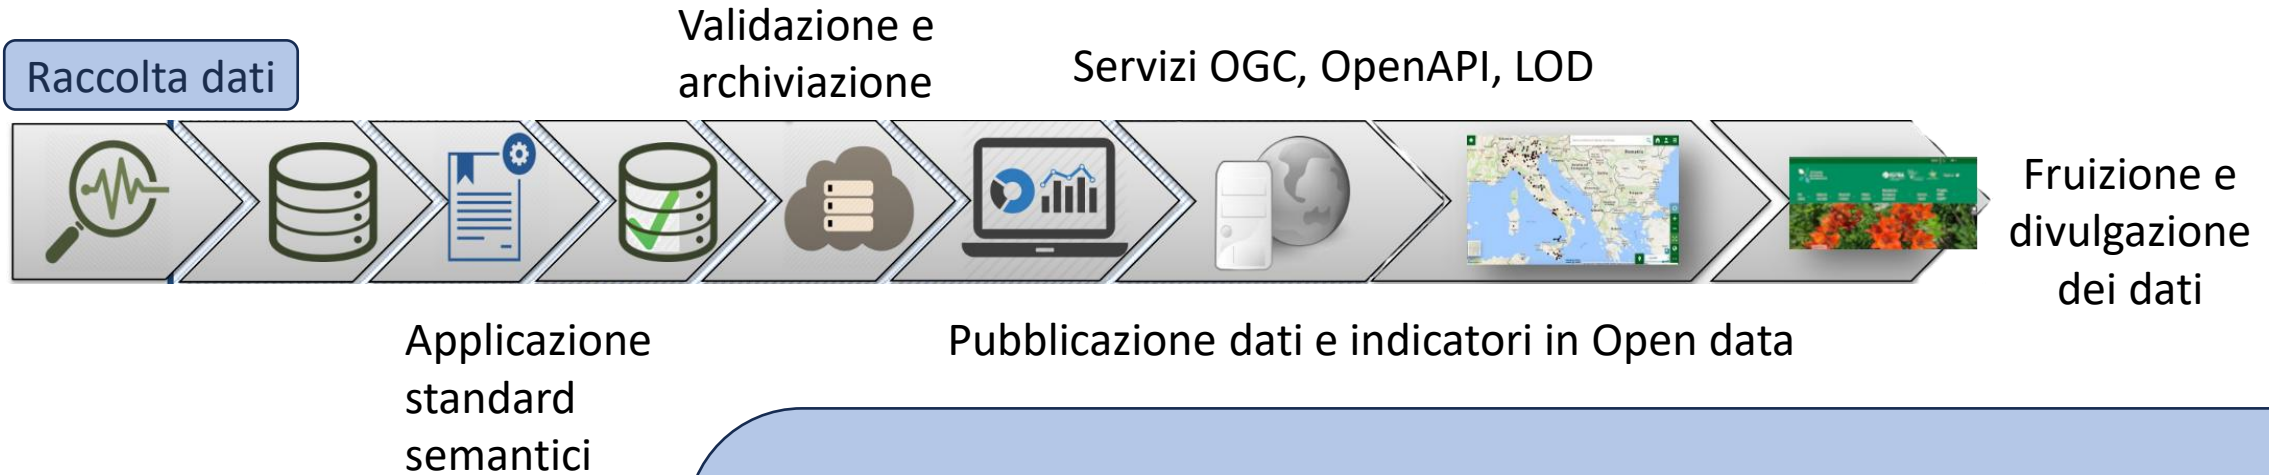 Raccolta dati
Validazione e
archiviazione
Servizi OGC, OpenAPI, LOD
Fruizione e
divulgazione
dei dati
Applicazione
standard
semantici
Pubblicazione dati e indicatori in Open data